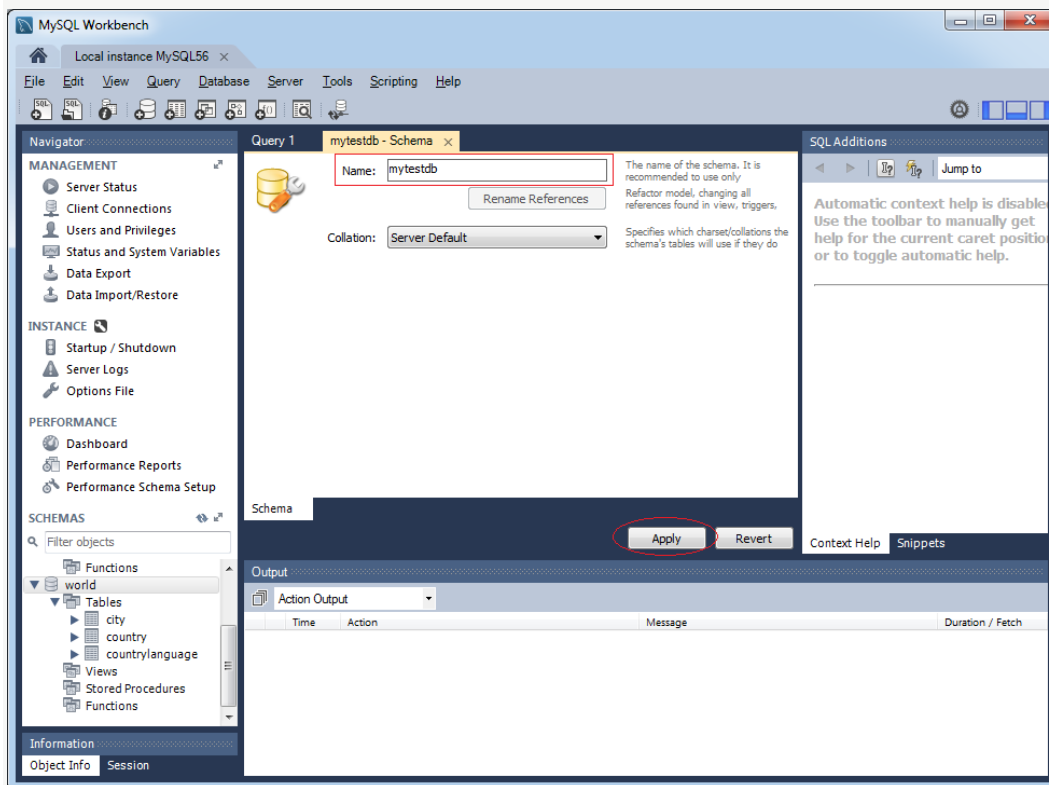 MySQL Workbench
Local instance MySQL56
File Edit View Query Database Server Tools Scripting Help
SQL SQL
Navigator
MANAGEMENT
Server Status
Client Connections
Users and Privileges
Status and System Variables
Data Export
Data Import/Restore
INSTANCE
Startup / Shutdown
Server Logs
Options File
PERFORMANCE
Dashboard
Performance Reports
Performance Schema Setup
SCHEMAS
Filter objects
Functions
world
Tables
city
country
countrylanguage
Views
Stored Procedures
Functions
Information
Object Info Session
Query 1 mytestdb - Schema
Name: mytestdb
The name of the schema. It is
recommended to use only
Rename References
Refactor model, changing all
references found in view, triggers,
Collation: Server Default
Specifies which charset/collations the
schema's tables will use if they do
Schema
Apply Revert
SQL Additions
Jump to
Automatic context help is disabled
Use the toolbar to manually get
help for the current caret position
or to toggle automatic help.
Context Help Snippets
Output
Action Output
Time Action Message Duration / Fetch